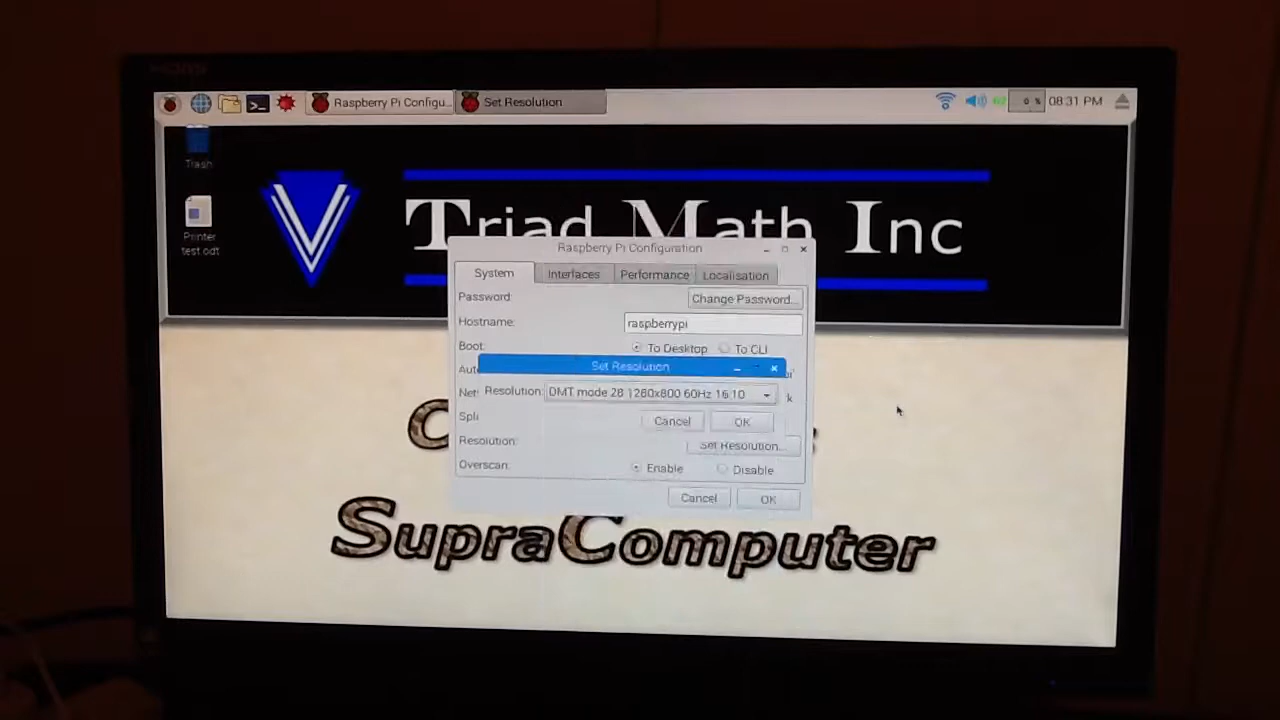 Raspberry Pi Configu...
Set Resolution
0 %
08:31 PM
Trash
Printer
test.odt
Triad Math Inc
Raspberry Pi Configuration
System
Interfaces
Performance
Localisation
Password:
Change Password...
Hostname:
raspberrypi
Boot:
To Desktop
To CLI
Set Resolution
Resolution:
DMT mode 28 1280x800 60Hz 16:10
Cancel
OK
Resolution:
Set Resolution...
Overscan:
Enable
Disable
Cancel
OK
SupraComputer